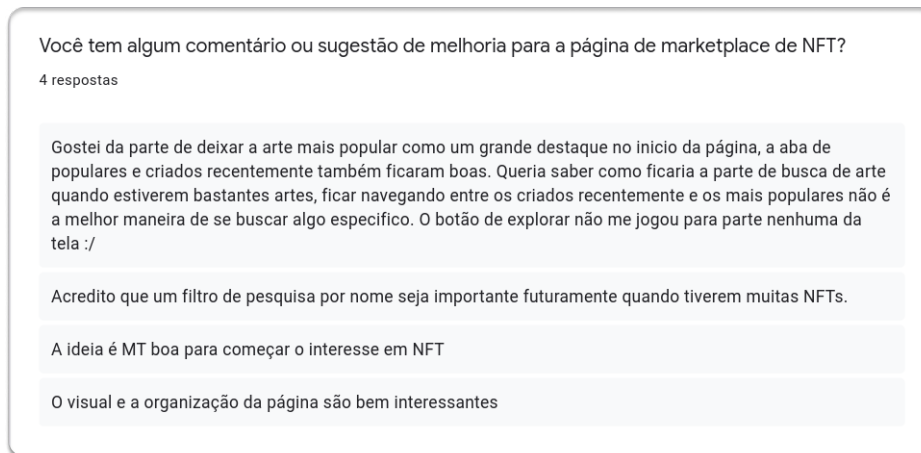 Você tem algum comentário ou sugestão de melhoria para a página de marketplace de NFT?
4 respostas
Gostei da parte de deixar a arte mais popular como um grande destaque no inicio da página, a aba de
populares e criados recentemente também ficaram boas. Queria saber como ficaria a parte de busca de arte
quando estiverem bastantes artes, ficar navegando entre os criados recentemente e os mais populares não é
a melhor maneira de se buscar algo especifico. O botão de explorar não me jogou para parte nenhuma da
tela :/
Acredito que um filtro de pesquisa por nome seja importante futuramente quando tiverem muitas NFTs.
A ideia é MT boa para começar o interesse em NFT
O visual e a organização da página são bem interessantes